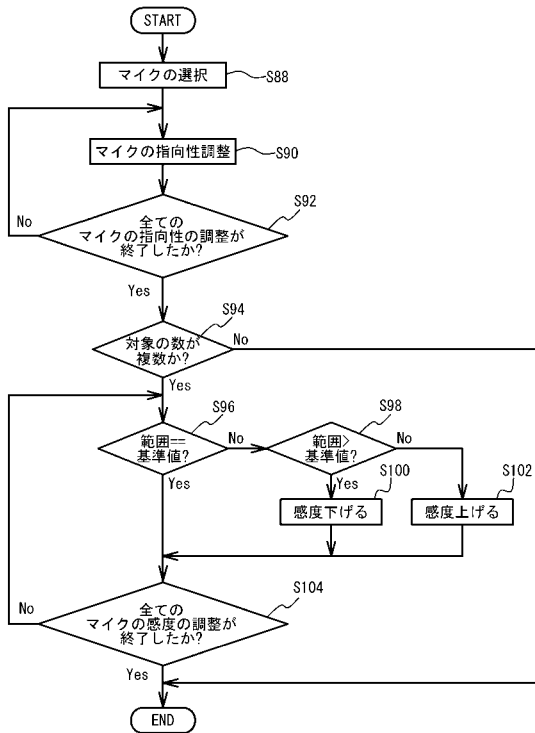 START
マイクの選択
S88
マイクの指向性調整
S90
全ての
マイクの指向性の調整が
終了したか?
S92
No
Yes
対象の数が
複数か?
S94
No
Yes
範囲==
基準値?
S96
No
Yes
範囲>
基準値?
S98
No
Yes
感度下げる
S100
感度上げる
S102
全ての
マイクの感度の調整が
終了したか?
S104
No
Yes
END